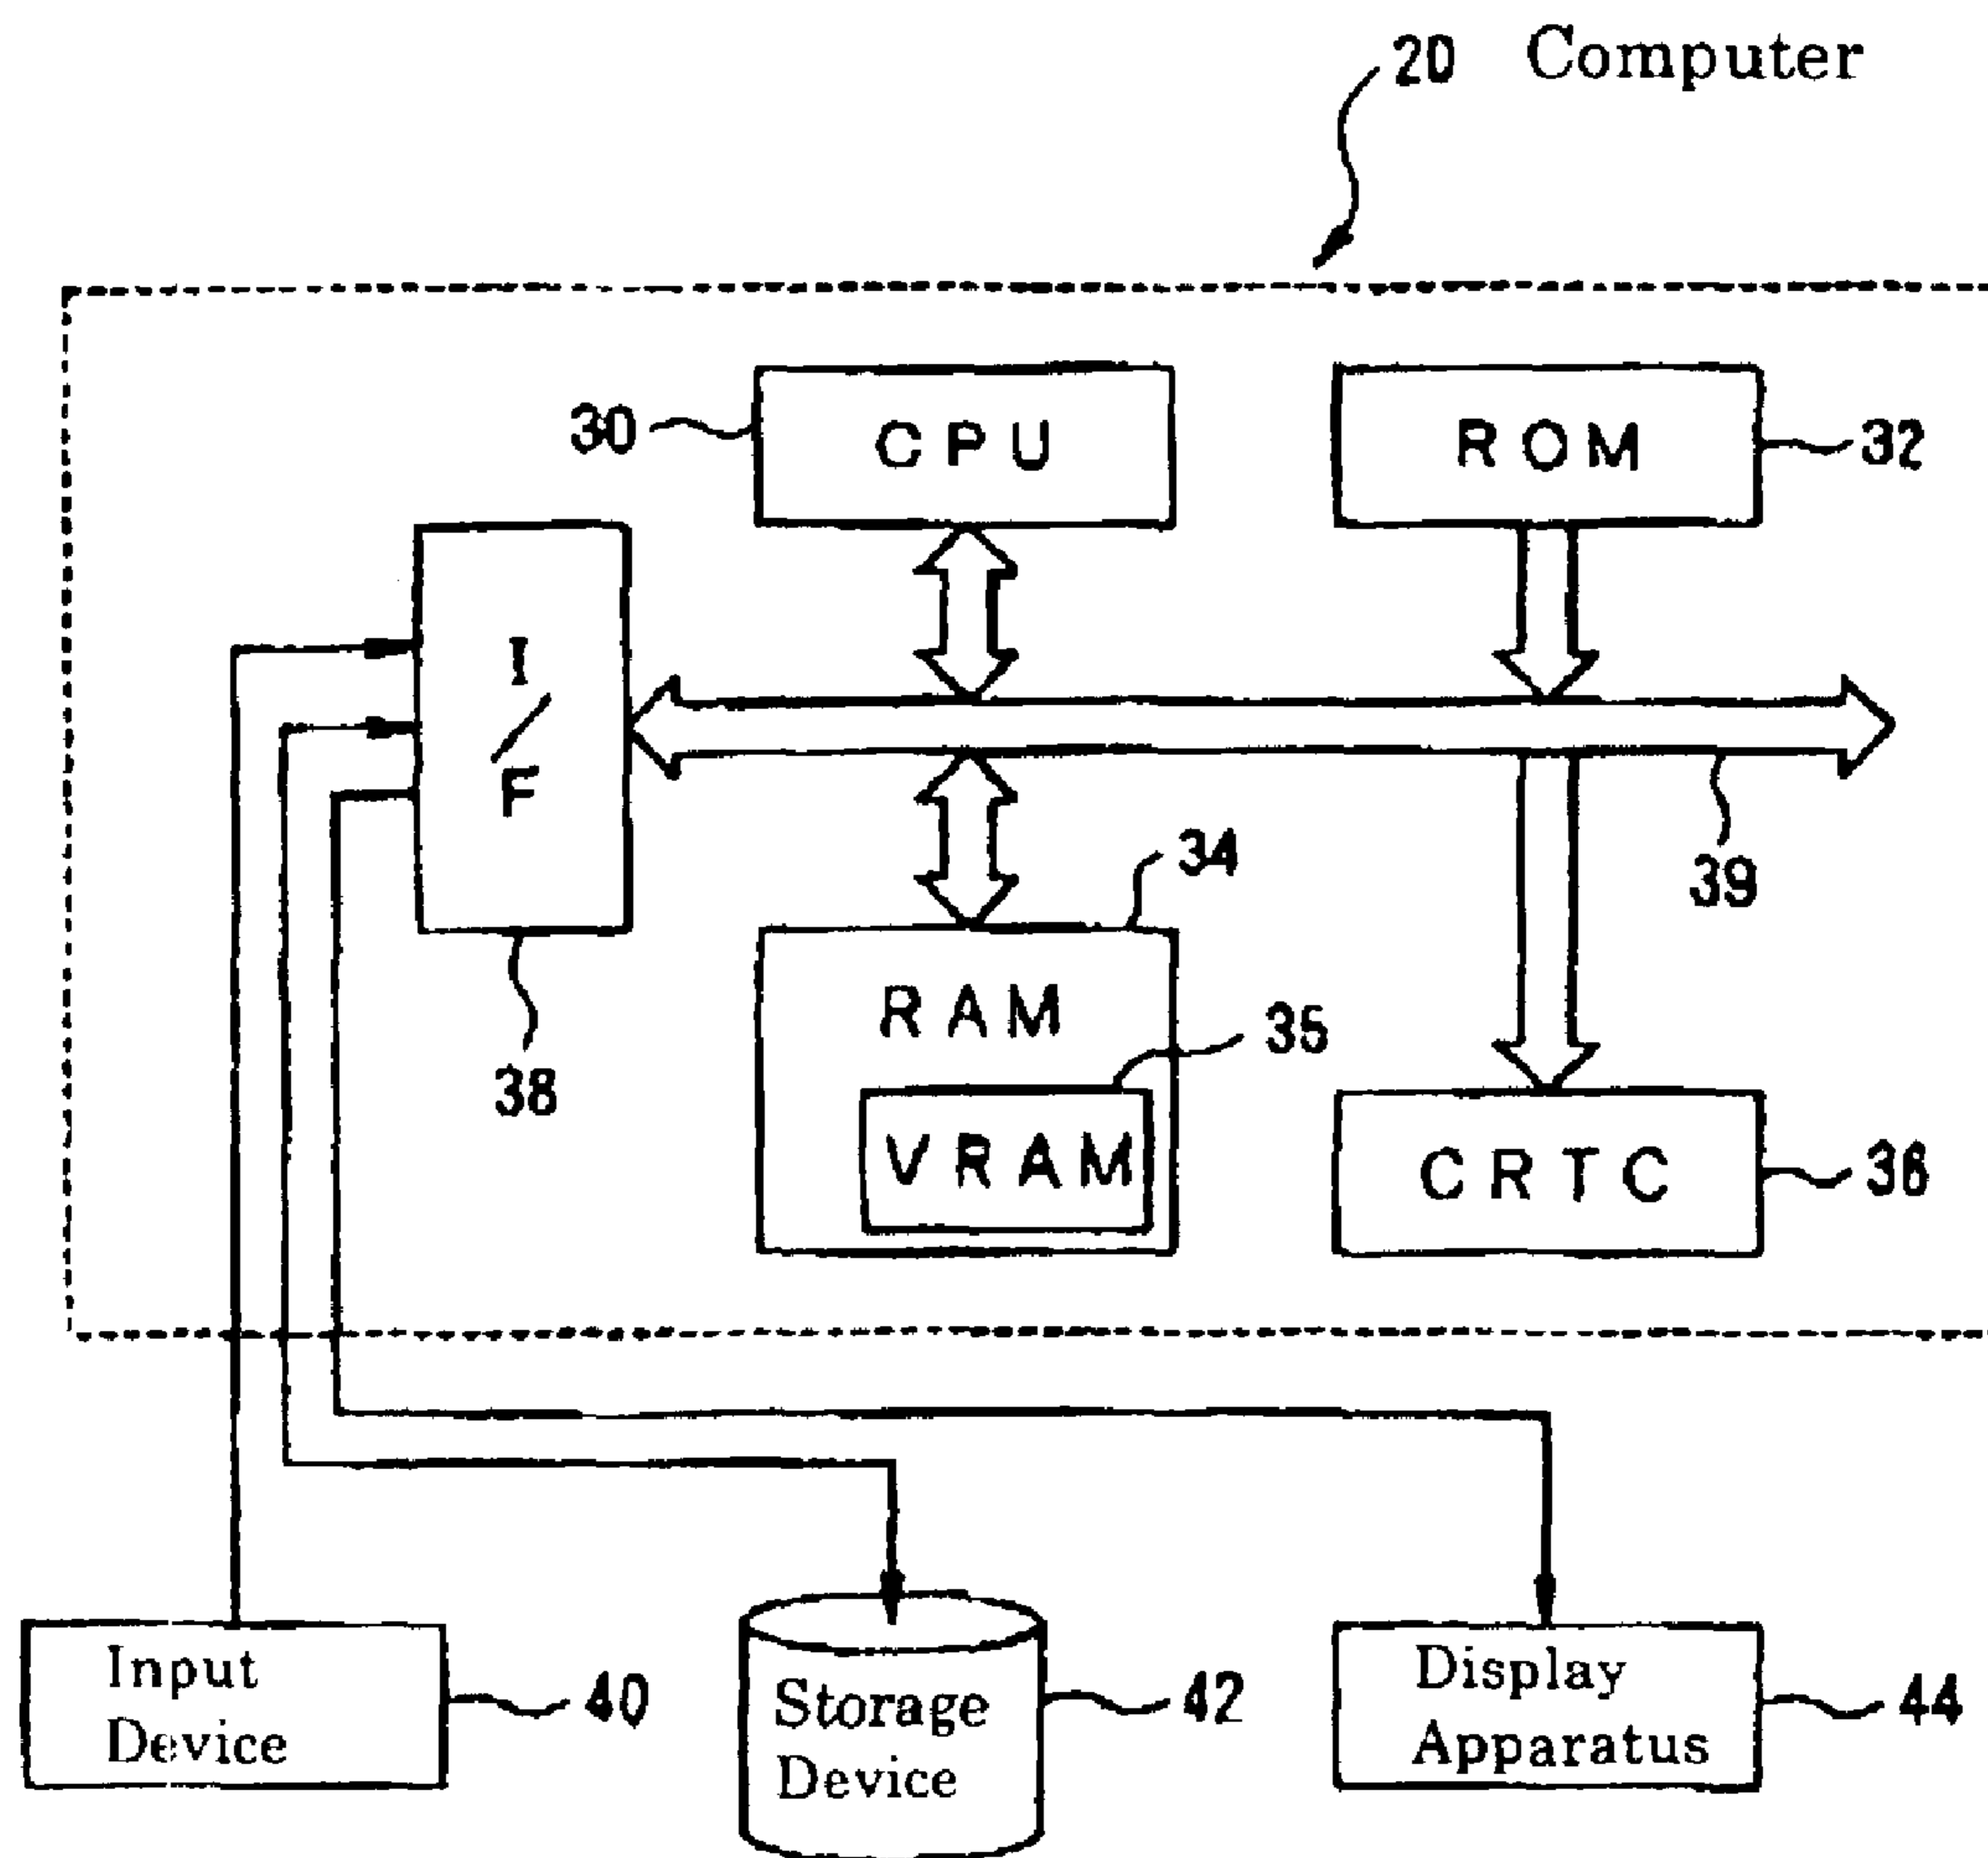 20 Computer
30 CPU
ROM 32
I
/
F
34
39
RAM
35
38
VRAM
CRTC 36
Input
Device
40
Storage
Device
42
Display
Apparatus
44